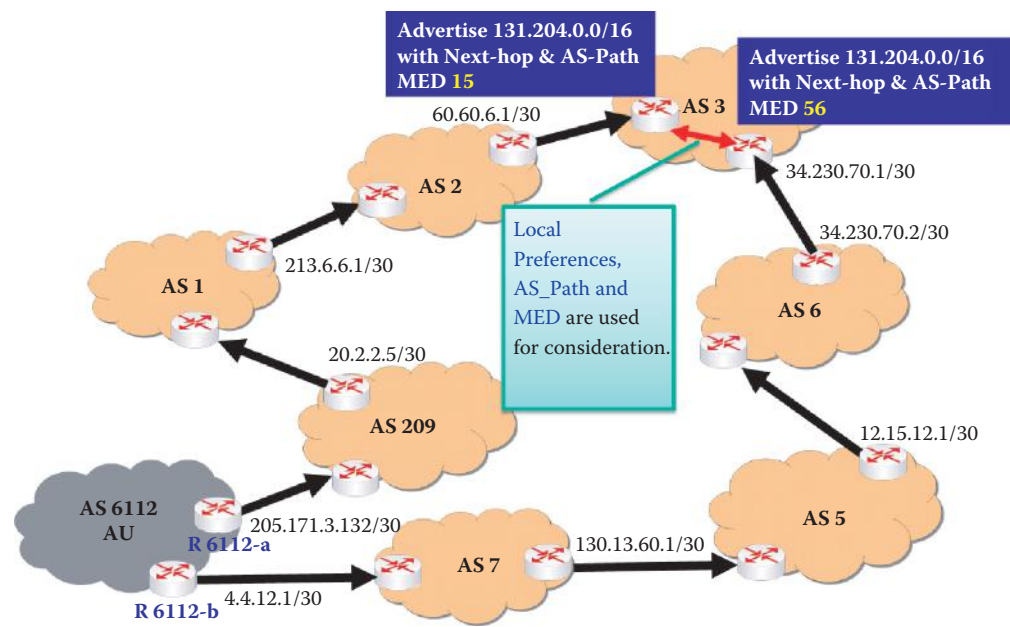 Advertise 131.204.0.0/16
with Next-hop & AS-Path
MED 15
Advertise 131.204.0.0/16
with Next-hop & AS-Path
MED 56
AS 3
60.60.6.1/30
34.230.70.1/30
AS 2
Local
Preferences,
AS_Path and
MED are used
for consideration.
34.230.70.2/30
213.6.6.1/30
AS 1
AS 6
20.2.2.5/30
AS 209
12.15.12.1/30
AS 6112
AU
205.171.3.132/30
R 6112-a
AS 5
130.13.60.1/30
AS 7
4.4.12.1/30
R 6112-b